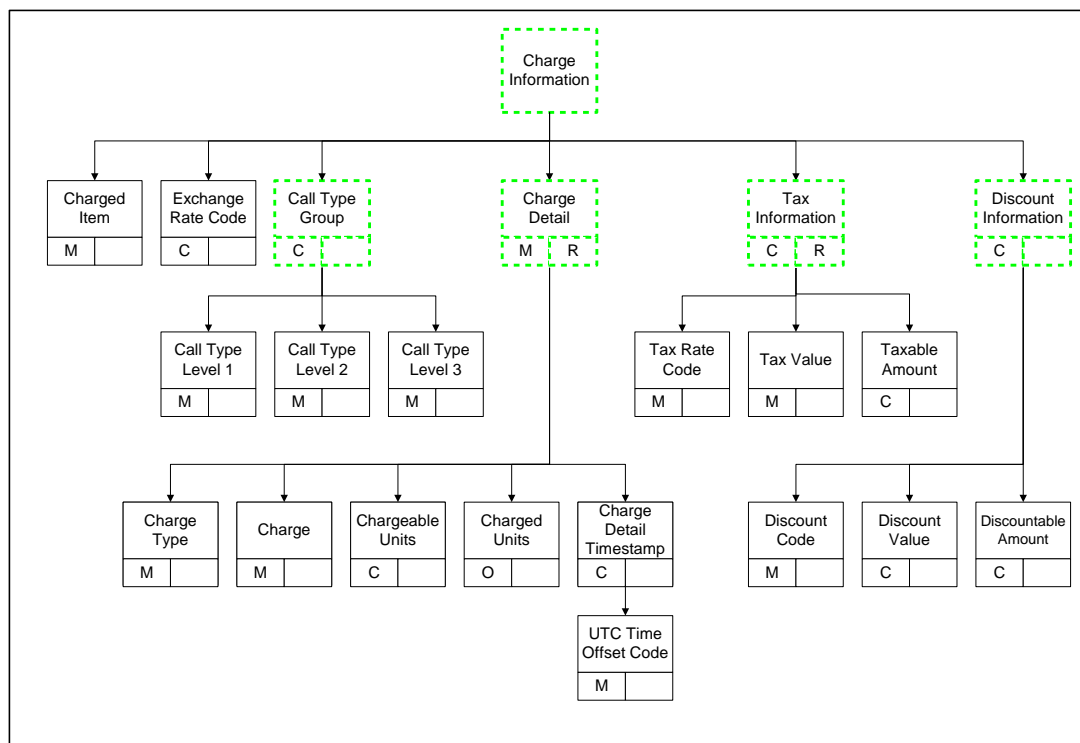 Charge
Information
Charged
Item
M
Exchange
Rate Code
C
Call Type
Group
C
Charge
Detail
M R
Tax
Information
C R
Discount
Information
C
Call Type
Level 1
M
Call Type
Level 2
M
Call Type
Level 3
M
Tax Rate
Code
M
Tax Value
M
Taxable
Amount
C
Charge
Type
M
Charge
M
Chargeable
Units
C
Charged
Units
O
Charge
Detail
Timestamp
C
Discount
Code
M
Discount
Value
C
Discountable
Amount
C
UTC Time
Offset Code
M